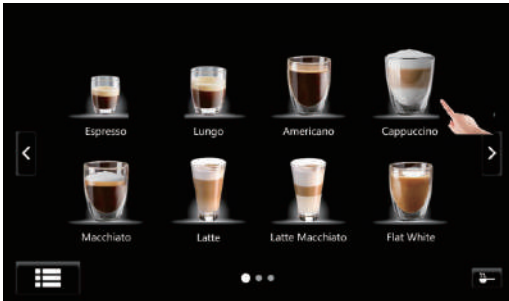 Espresso
Lungo
Americano
Cappuccino
Macchiato
Latte
Latte Macchiato
Flat White